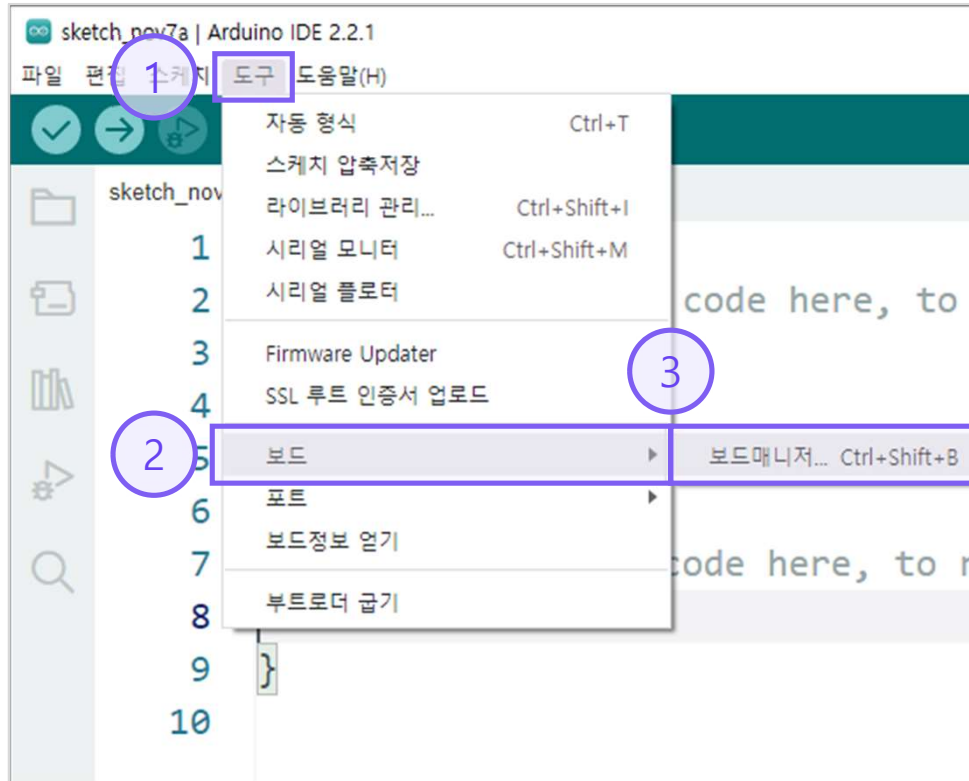 sketch_nov7a | Arduino IDE 2.2.1
파일 편집 스케치 도구 도움말(H)
1
자동 형식 Ctrl+T
스케치 압축저장
sketch_nov
라이브러리 관리... Ctrl+Shift+I
1 시리얼 모니터 Ctrl+Shift+M
2 시리얼 플로터 code here, to
3 Firmware Updater
3
4 SSL 루트 인증서 업로드
2
5 보드 보드매니저... Ctrl+Shift+B
6 포트
보드정보 얻기
7 code here, to
8 부트로더 굽기
9 }
10